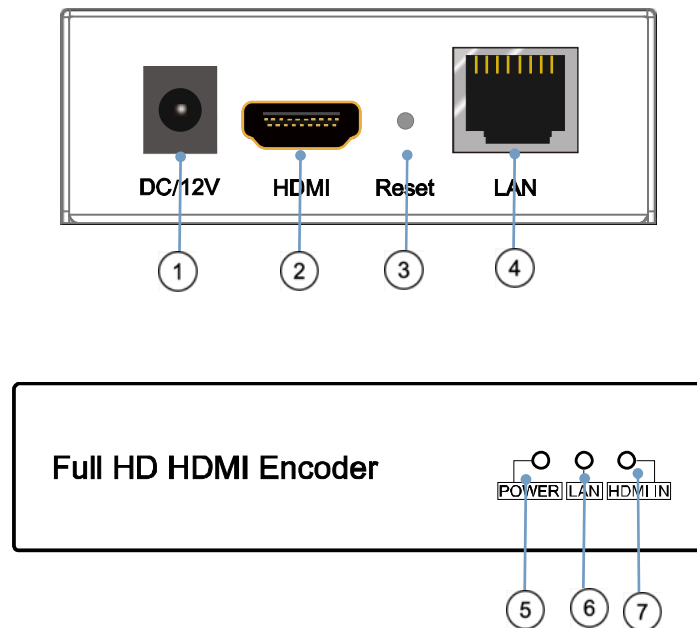 DC/12V HDMI Reset LAN
1 2 3 4
Full HD HDMI Encoder
POWER LAN HDMI IN
5 6 7